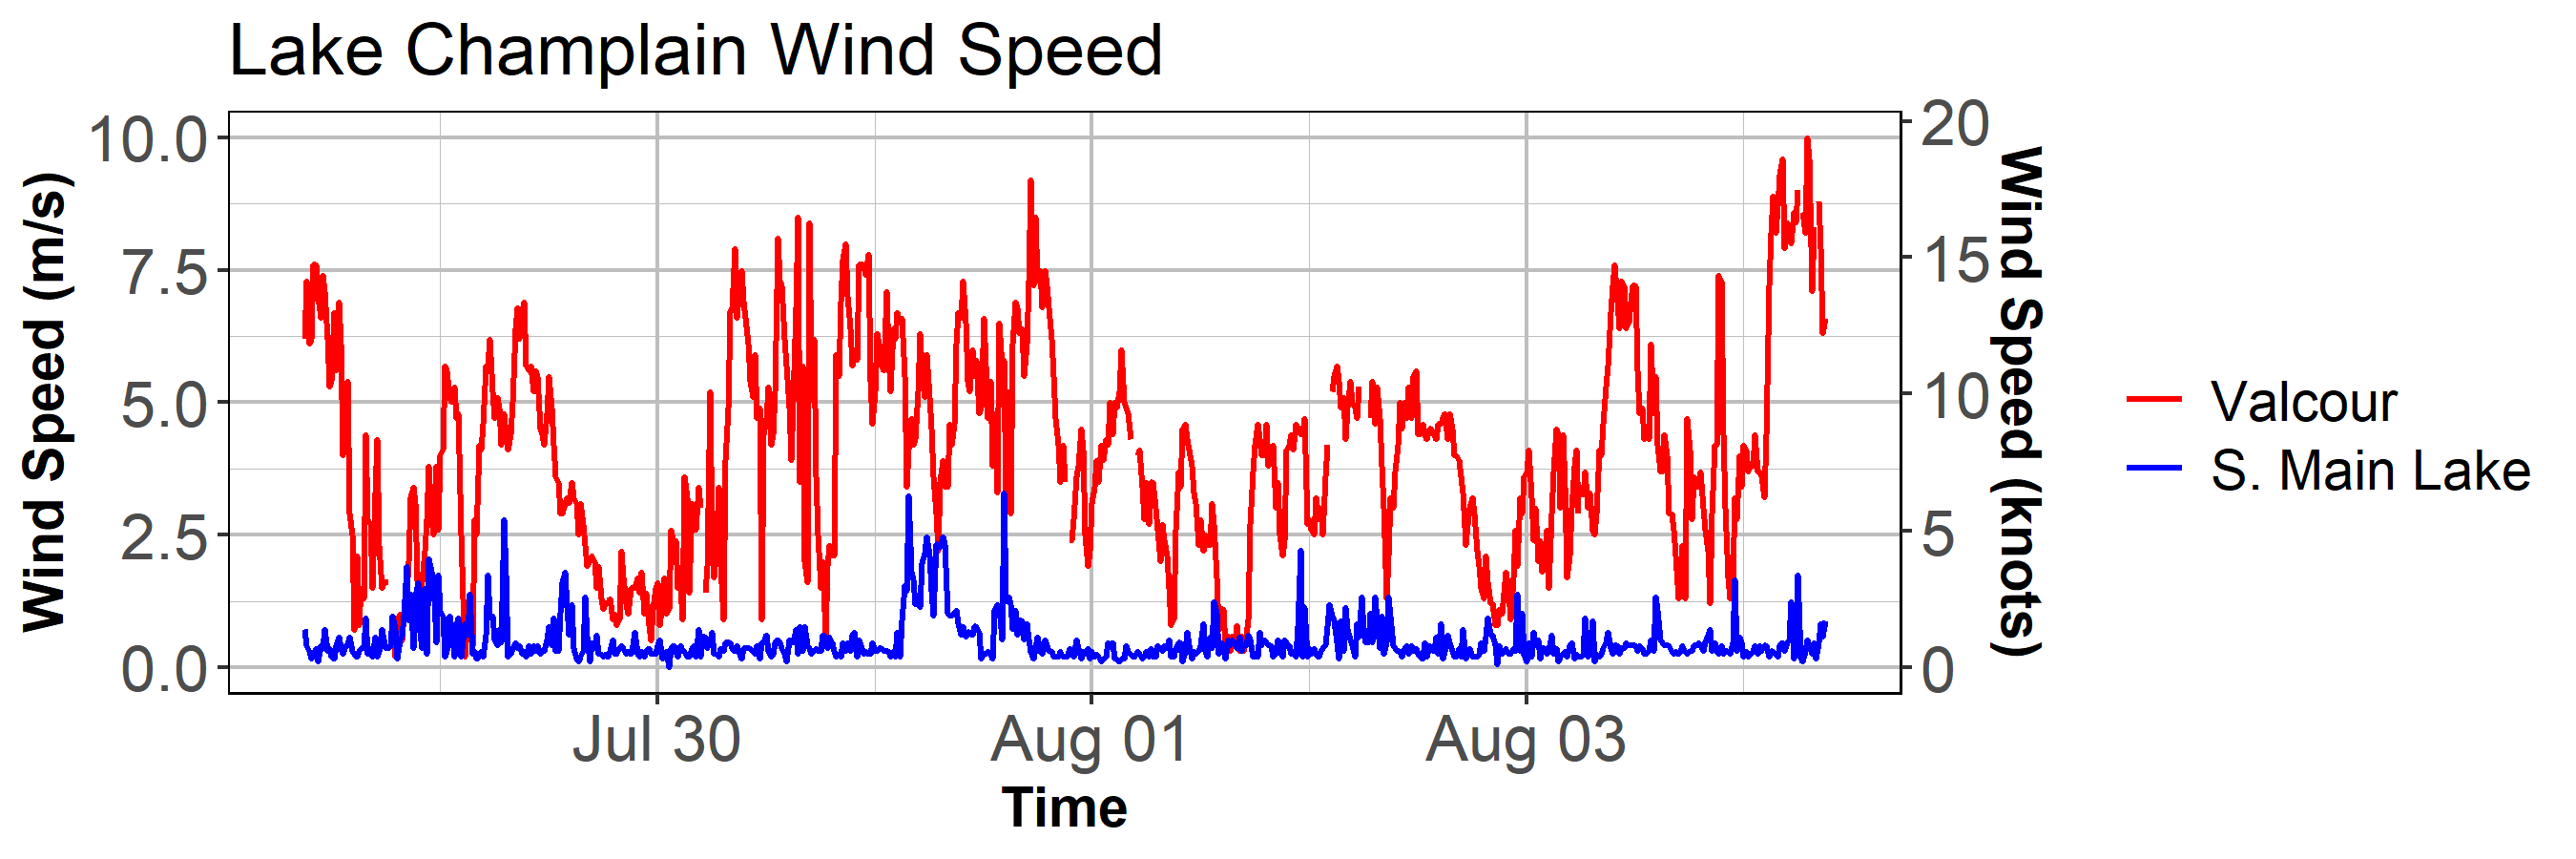 Lake Champlain Wind Speed
Wind Speed (m/s)
10.0
7.5
5.0
2.5
0.0
20
15
10
5
0
Wind Speed (knots)
Jul 30
Aug 01
Aug 03
Time
Valcour
S. Main Lake